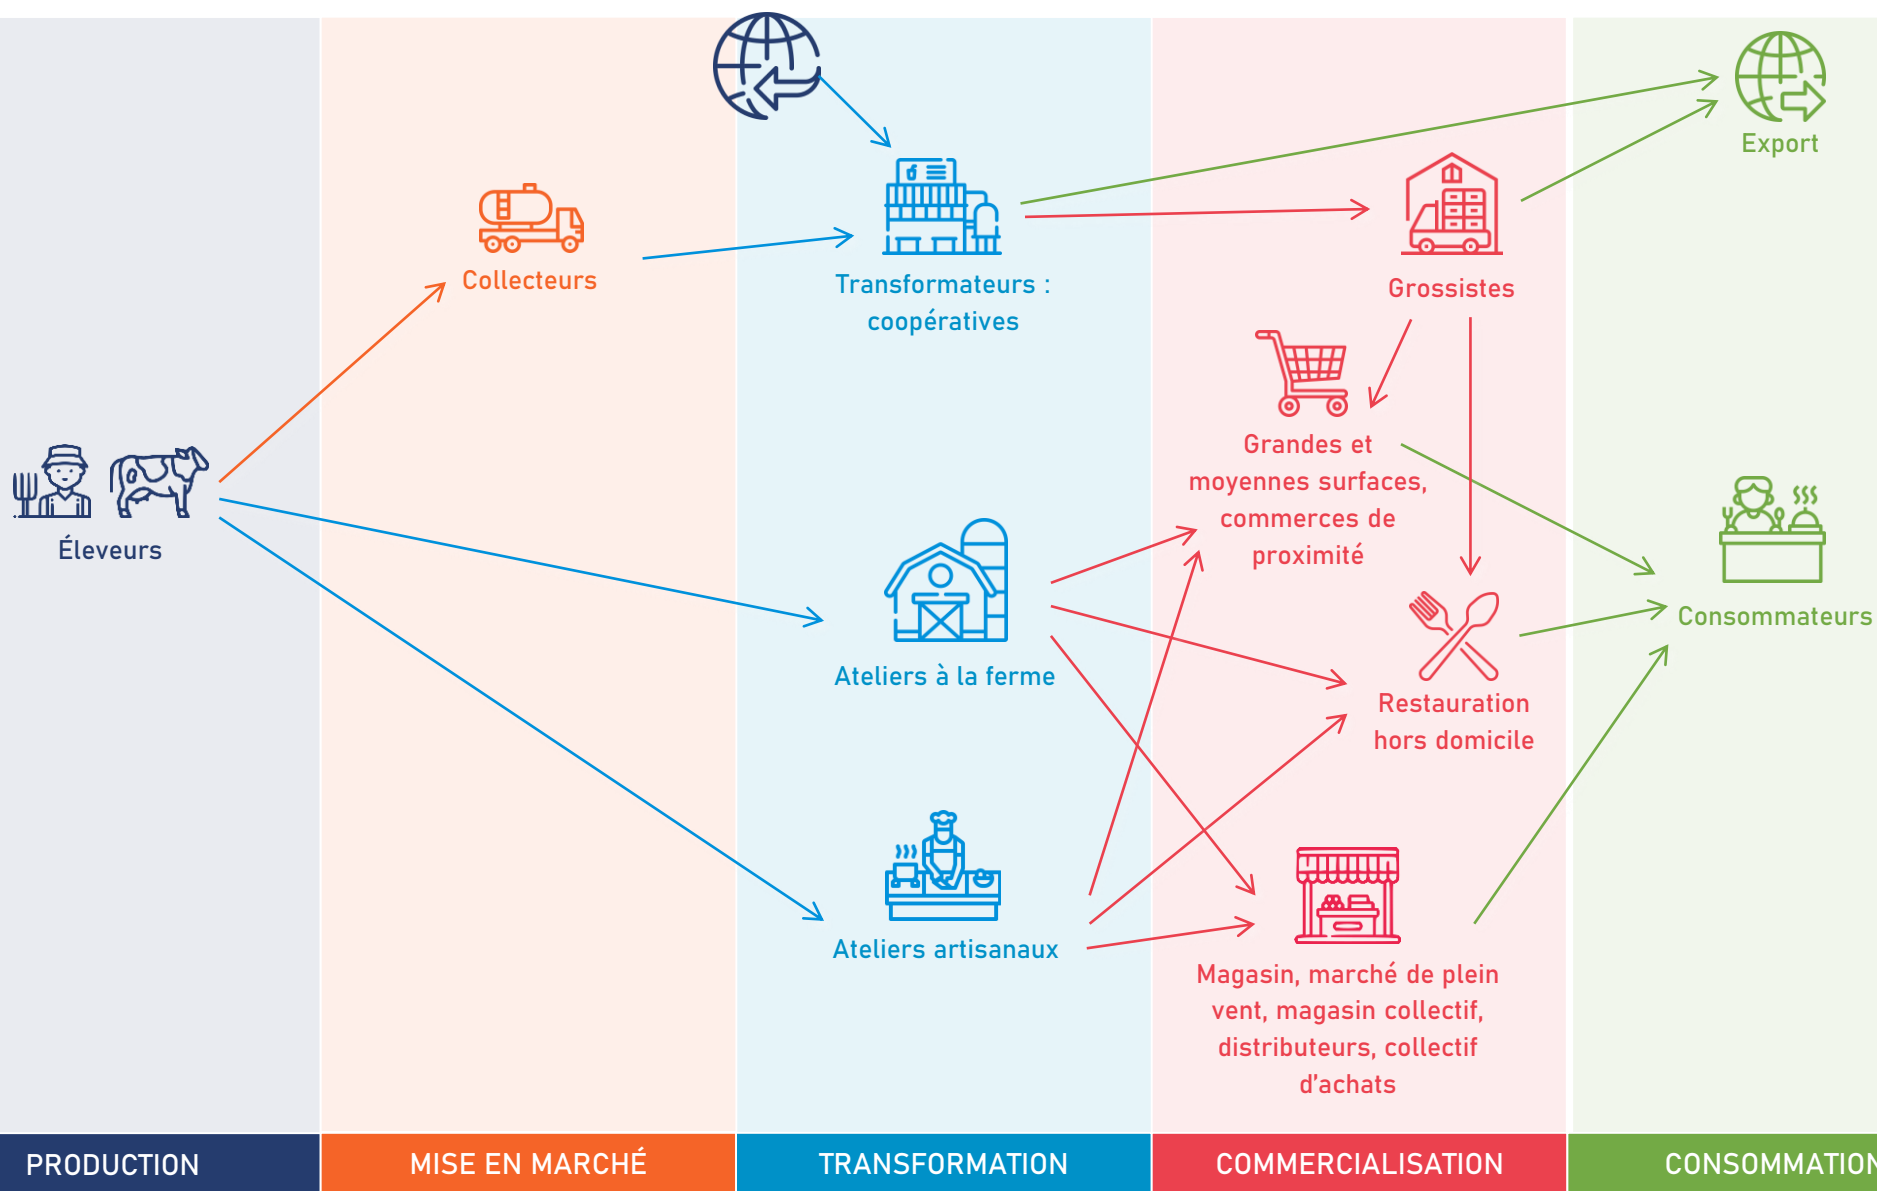 Export
Collecteurs
Transformateurs :
coopératives
Grossistes
Grandes et
moyennes surfaces,
commerces de
proximité
Éleveurs
Consommateurs
Ateliers à la ferme
Restauration
hors domicile
Ateliers artisanaux
Magasin, marché de plein
vent, magasin collectif,
distributeurs, collectif
d'achats
PRODUCTION
MISE EN MARCHÉ
TRANSFORMATION
COMMERCIALISATION
CONSOMMATION